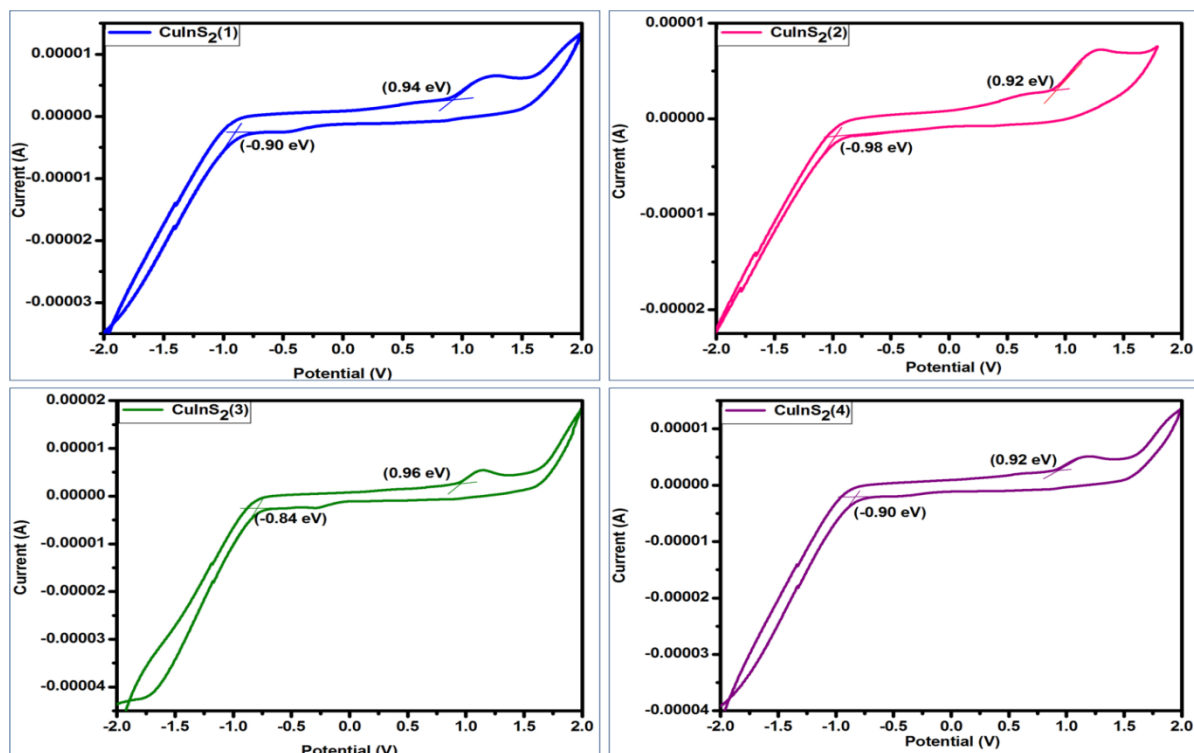 CuInS2(1)
0.00001
0.00000
-0.00001
-0.00002
-0.00003
Current (A)
(0.94 eV)
(-0.90 eV)
-2.0 -1.5 -1.0 -0.5 0.0 0.5 1.0 1.5 2.0
Potential (V)
CuInS2(2)
0.00001
0.00000
-0.00001
-0.00002
Current (A)
(0.92 eV)
(-0.98 eV)
-2.0 -1.5 -1.0 -0.5 0.0 0.5 1.0 1.5 2.0
Potential (V)
CuInS2(3)
0.00002
0.00001
0.00000
-0.00001
-0.00002
-0.00003
-0.00004
Current (A)
(0.96 eV)
(-0.84 eV)
-2.0 -1.5 -1.0 -0.5 0.0 0.5 1.0 1.5 2.0
Potential (V)
CuInS2(4)
0.00001
0.00000
-0.00001
-0.00002
-0.00003
-0.00004
Current (A)
(0.92 eV)
(-0.90 eV)
-2.0 -1.5 -1.0 -0.5 0.0 0.5 1.0 1.5 2.0
Potential (V)